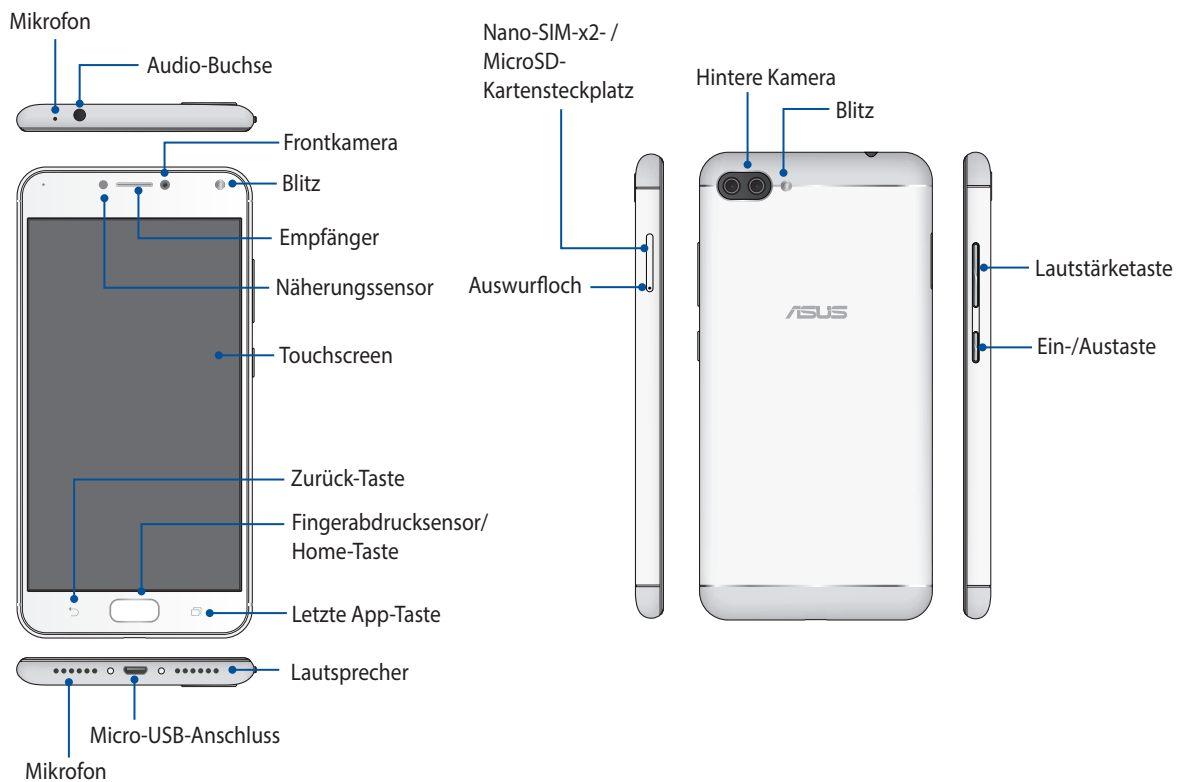 Mikrofon
Audio-Buchse
Frontkamera
Blitz
Empfänger
Näherungssensor
Touchscreen
Zurück-Taste
Fingerabdrucksensor/
Home-Taste
Letzte App-Taste
Lautsprecher
Micro-USB-Anschluss
Mikrofon
Nano-SIM-x2- /
MicroSD-
Kartensteckplatz
Auswurfloch
Hintere Kamera
Blitz
ASUS
Lautstärketaste
Ein-/Austaste